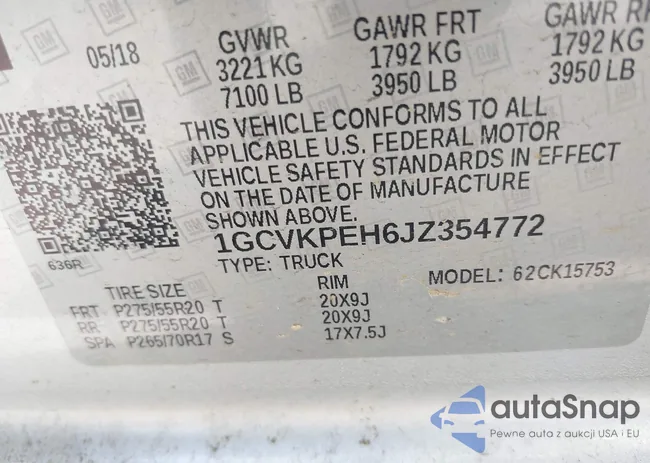 05/18
GVWR
3221 KG
7100 LB
GAWR FRT
1792 KG
3950 LB
GAWR
1792 KG
3950 LB
THIS VEHICLE CONFORMS TO ALL
APPLICABLE U.S. FEDERAL MOTOR
VEHICLE SAFETY STANDARDS IN EFFECT
ON THE DATE OF MANUFACTURE
SHOWN ABOVE.
1GCVKPEH6JZ354772
636R
TYPE: TRUCK
MODEL: 62CK15753
TIRE SIZE RIM
FRT P275/55R20 T 20X9J
RR P275/55R20 T 20X9J
SPA P265/70R17 S 17X7.5J
GM
autoSnap
Pewne auta z aukcji USA i EU